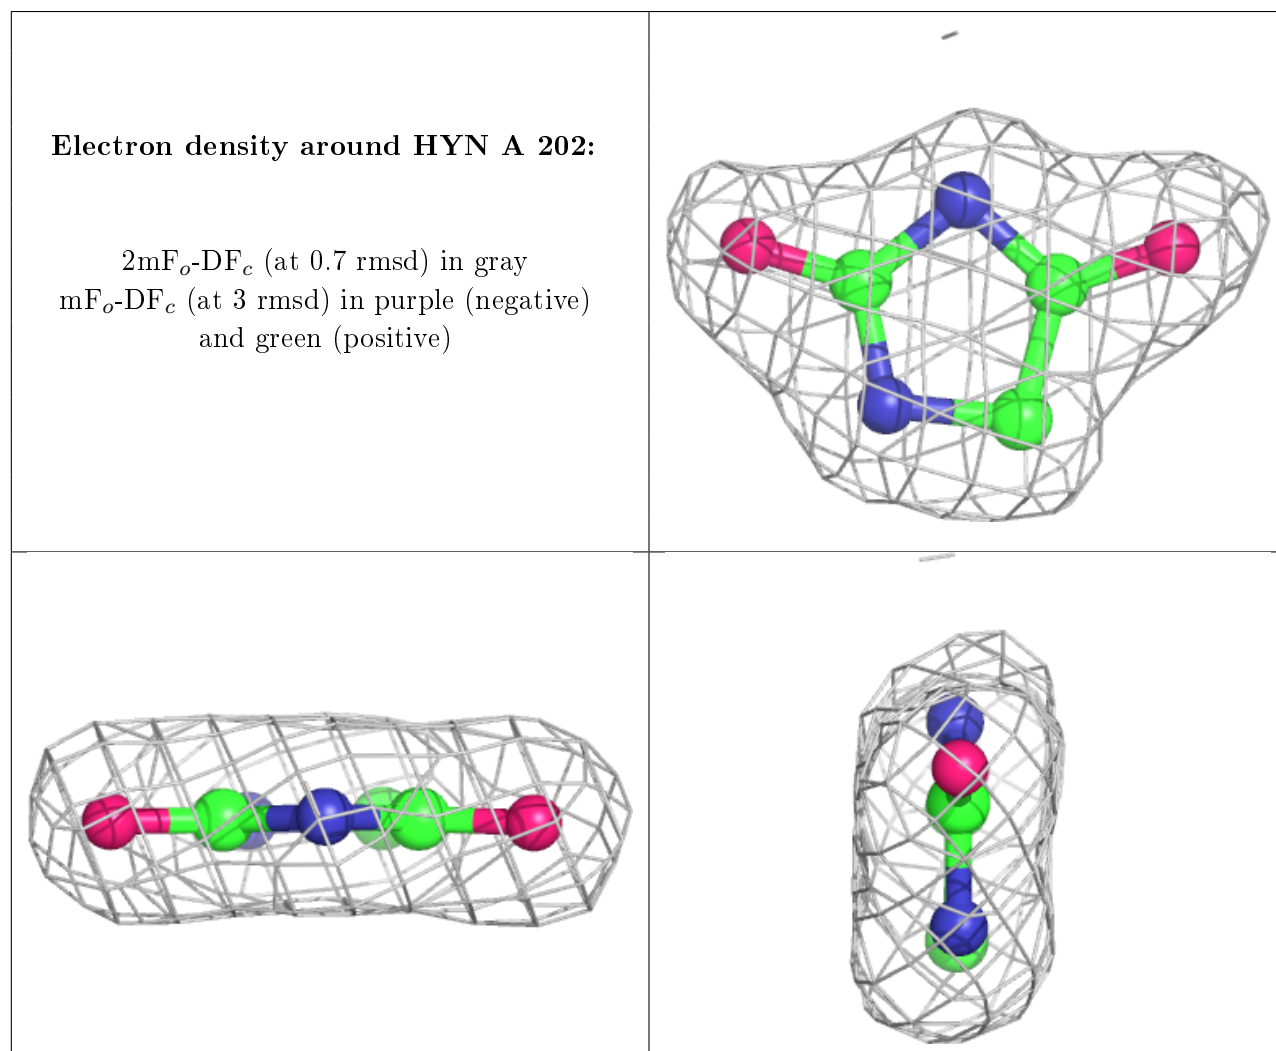 Electron density around HYN A 202:
2mFo-DFc (at 0.7 rmsd) in gray
mFo-DFc (at 3 rmsd) in purple (negative)
and green (positive)